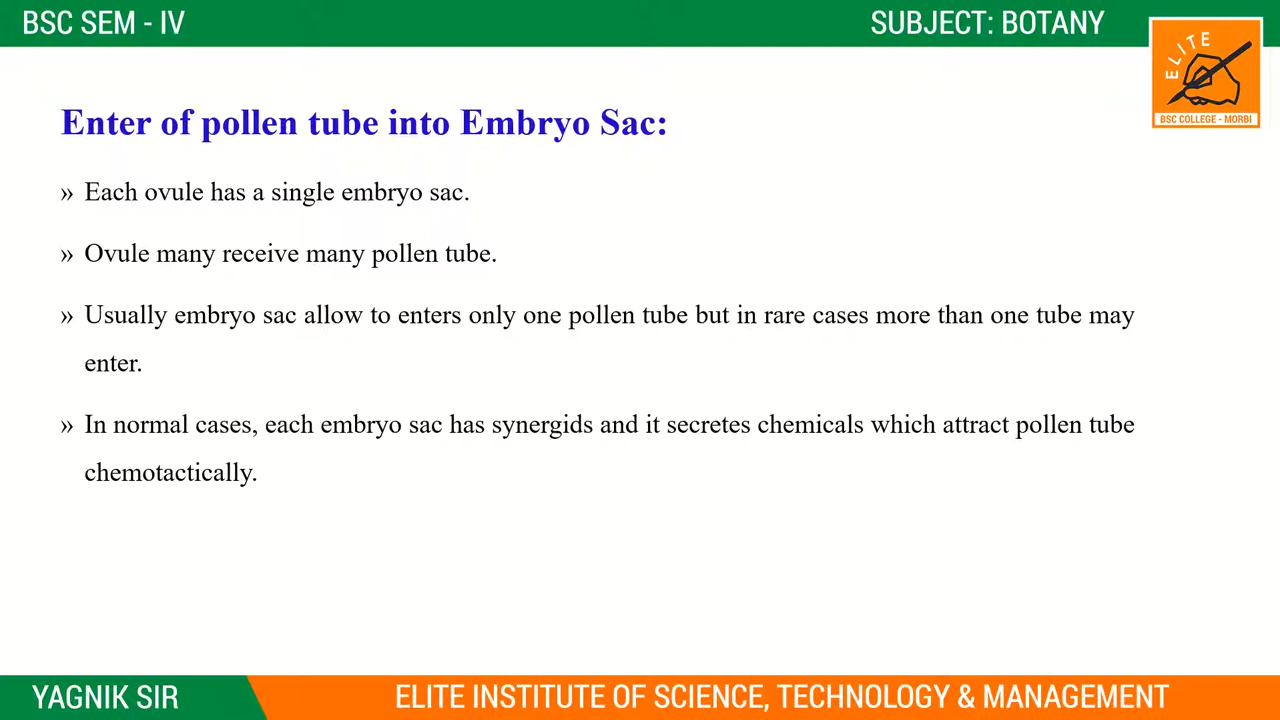 BSC SEM - IV
SUBJECT: BOTANY
ELITE
BSC COLLEGE - MORBI
Enter of pollen tube into Embryo Sac:
» Each ovule has a single embryo sac.
» Ovule many receive many pollen tube.
» Usually embryo sac allow to enters only one pollen tube but in rare cases more than one tube may
enter.
» In normal cases, each embryo sac has synergids and it secretes chemicals which attract pollen tube
chemotactically.
YAGNIK SIR
ELITE INSTITUTE OF SCIENCE, TECHNOLOGY & MANAGEMENT